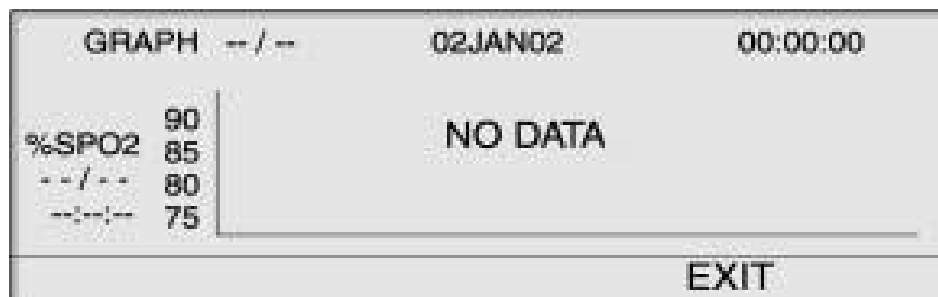 GRAPH --/-- 02JAN02 00:00:00
90
NO DATA
%SPO2 85
--/-- 80
--:--:-- 75
EXIT